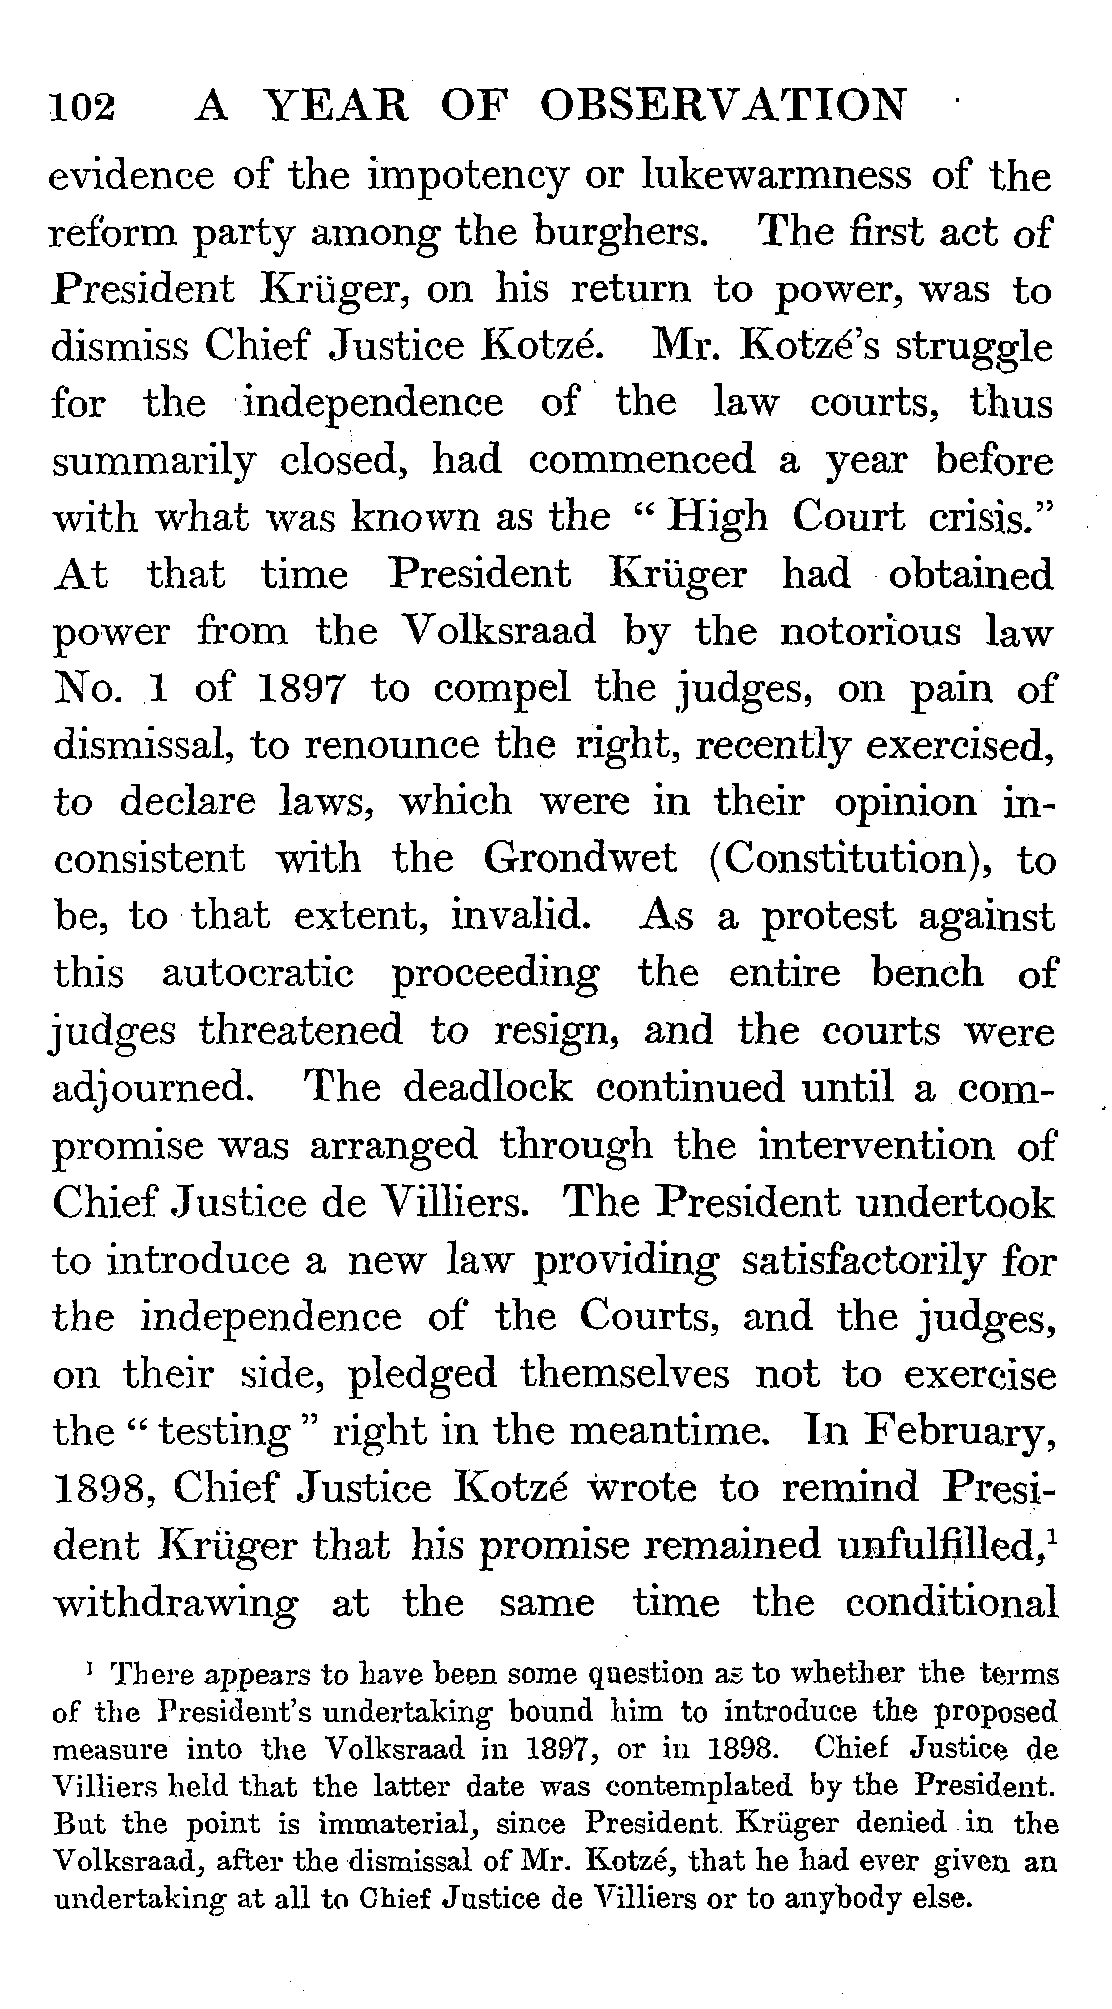 102 A YEAR OF OBSERVATION
evidence of the impotency or lukewarmness of the
reform party among the burghers. The first act of
President Krüger, on his return to power, was to
dismiss Chief Justice Kotzé. Mr. Kotzé’s struggle
for the independence of the law courts, thus
summarily closed, had commenced a year before
with what was known as the “ High Court crisis.”
At that time President Krüger had obtained
power from the Volksraad by the notorious law
No. 1 of 1897 to compel the judges, on pain of
dismissal, to renounce the right, recently exercised,
to declare laws, which were in their opinion in-
consistent with the Grondwet (Constitution), to
be, to that extent, invalid. As a protest against
this autocratic proceeding the entire bench of
judges threatened to resign, and the courts were
adjourned. The deadlock continued until a com-
promise was arranged through the intervention of
Chief Justice de Villiers. The President undertook
to introduce a new law providing satisfactorily for
the independence of the Courts, and the judges,
on their side, pledged themselves not to exercise
the “ testing ” right in the meantime. In February,
1898, Chief Justice Kotzé wrote to remind Presi-
dent Krüger that his promise remained unfulfilled,¹
withdrawing at the same time the conditional
¹ There appears to have been some question as to whether the terms
of the President’s undertaking bound him to introduce the proposed
measure into the Volksraad in 1897, or in 1898. Chief Justice de
Villiers held that the latter date was contemplated by the President.
But the point is immaterial, since President Krüger denied in the
Volksraad, after the dismissal of Mr. Kotzé, that he had ever given an
undertaking at all to Chief Justice de Villiers or to anybody else.